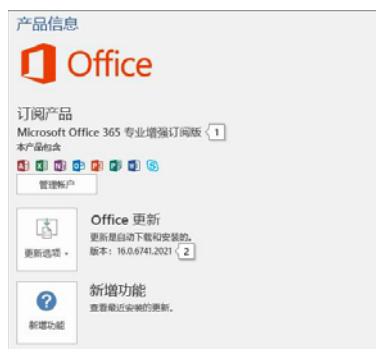 产品信息
Office
订阅产品
Microsoft Office 365 专业增强订阅版 1
本产品包含
管理帐户
Office 更新
更新是自动下载和安装的。
更新选项
版本: 16.0.6741.2021 2
新增功能
查看最近安装的更新。
新增功能